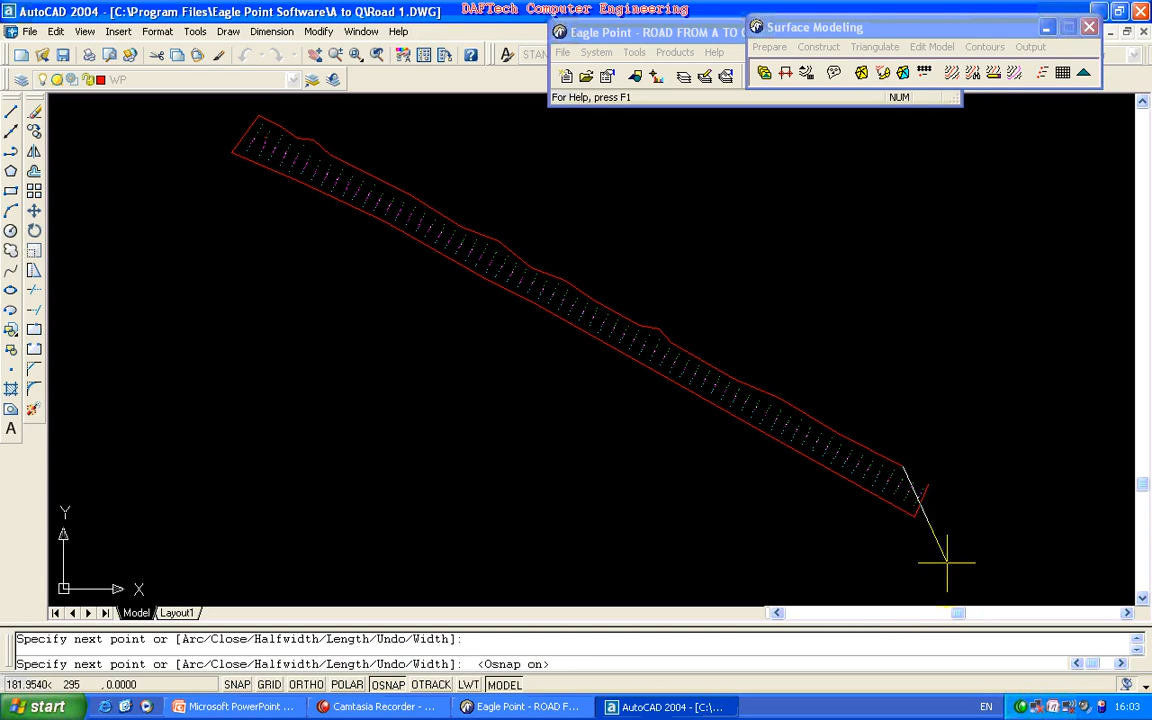 AutoCAD 2004 - [C:\Program Files\Eagle Point Software\A to Q\Road 1.DWG]
DAFTech Computer Engineering
File Edit View Insert Format Tools Draw Dimension Modify Express Window Help
Eagle Point - ROAD FROM A TO
File System Tools Products Help
For Help, press F1
NUM
Surface Modeling
Prepare Construct Triangulate Edit Model Contours Output
STAN
WP
Y
X
Model Layout1
Specify next point or [Arc/Close/Halfwidth/Length/Undo/Width]:
Specify next point or [Arc/Close/Halfwidth/Length/Undo/Width]: <Osnap on>
181.9540< 295 , 0.0000
SNAP GRID ORTHO POLAR OSNAP OTRACK LWT MODEL
start
Microsoft PowerPoint ...
Camtasia Recorder - ...
Eagle Point - ROAD F...
AutoCAD 2004 - [C:\...
EN
16:03